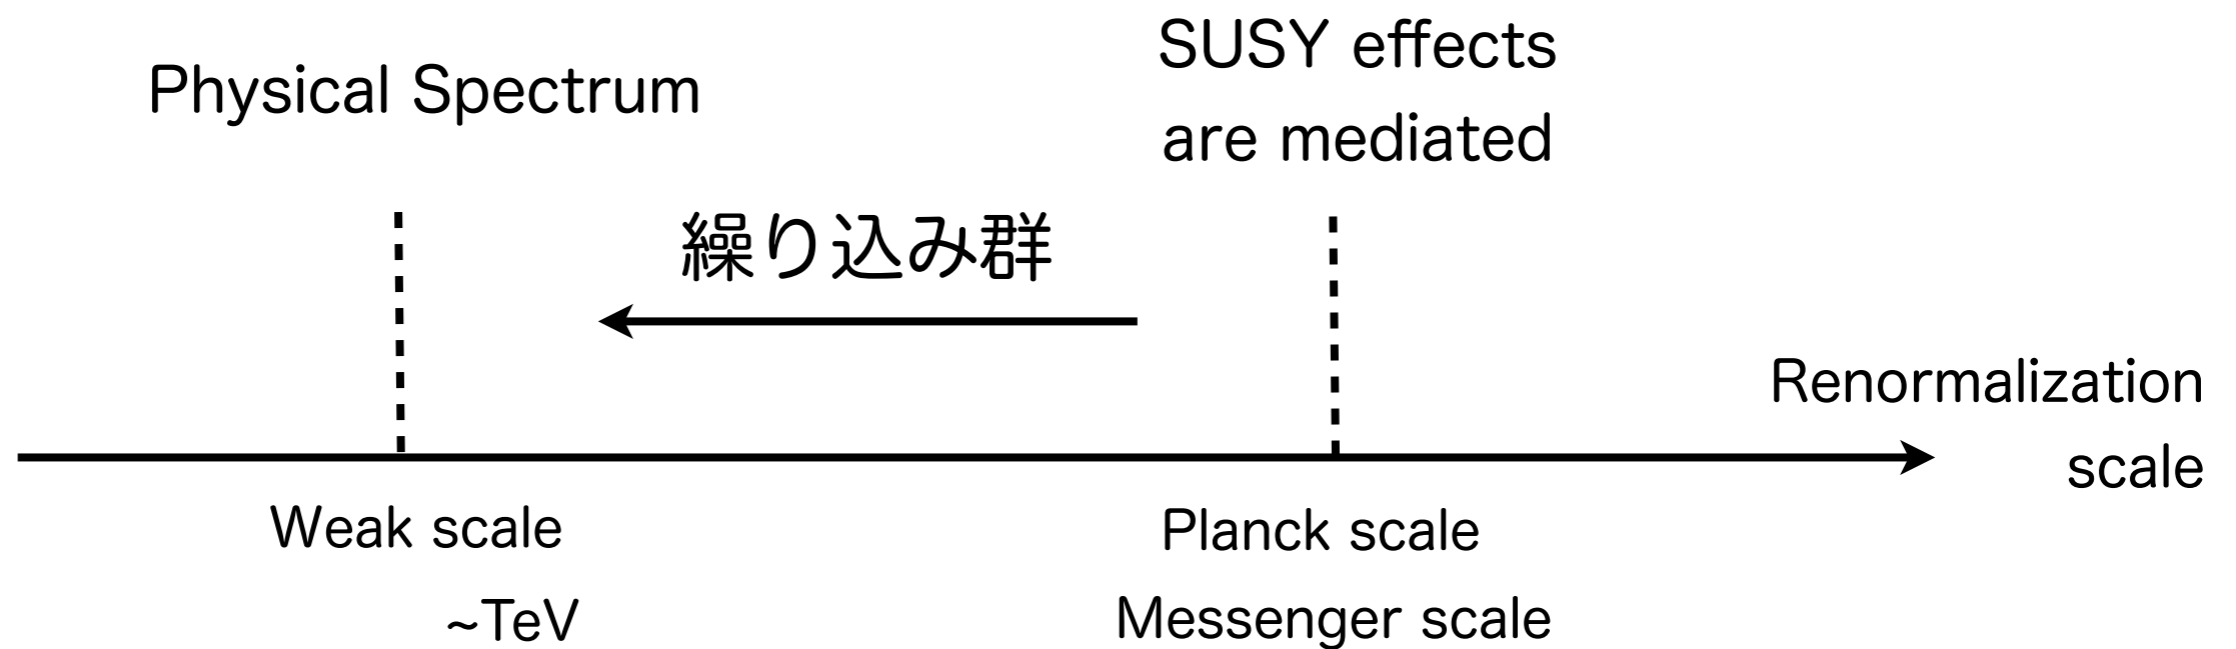 Physical Spectrum
SUSY effects
are mediated
繰り込み群
Renormalization
scale
Weak scale
~TeV
Planck scale
Messenger scale